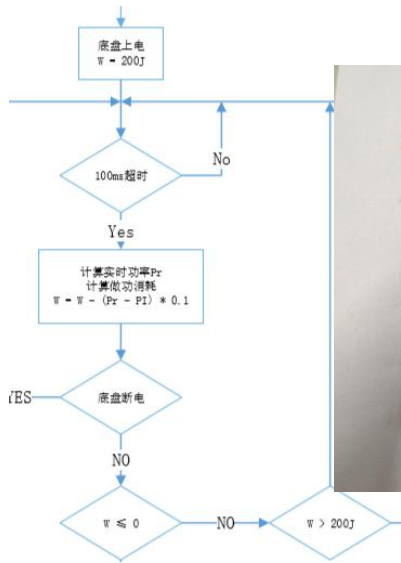 底盘上电
W = 200J
No
100ms超时
Yes
计算实时功率Pr
计算做功消耗
W = W - (Pr - PI) * 0.1
YES
底盘断电
NO
W ≤ 0
NO
W > 200J